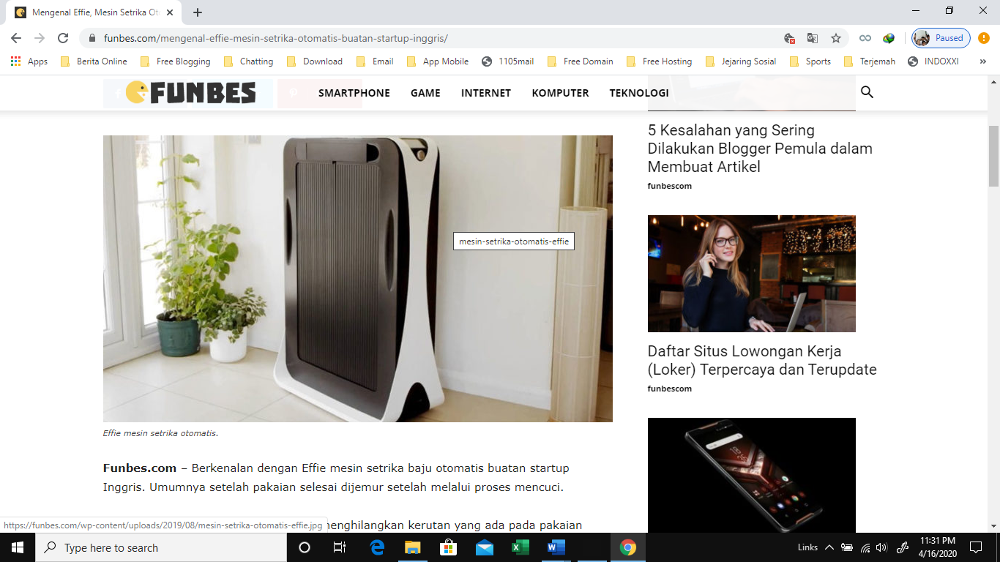 Mengenal Effie, Mesin Setrika Ot
funbes.com/mengenal-effie-mesin-setrika-otomatis-buatan-startup-inggris/
Paused
Apps
Berita Online
Free Blogging
Chatting
Download
Email
App Mobile
1105mail
Free Domain
Free Hosting
Jejaring Sosial
Sports
Terjemah
INDOXXI
»
FUNBES
SMARTPHONE
GAME
INTERNET
KOMPUTER
TEKNOLOGI
mesin-setrika-otomatis-effie
Effie mesin setrika otomatis.
Funbes.com – Berkenalan dengan Effie mesin setrika baju otomatis buatan startup
Inggris. Umumnya setelah pakaian selesai dijemur setelah melalui proses mencuci.
menghilangkan kerutan yang ada pada pakaian
5 Kesalahan yang Sering
Dilakukan Blogger Pemula dalam
Membuat Artikel
funbescom
Daftar Situs Lowongan Kerja
(Loker) Terpercaya dan Terupdate
funbescom
https://funbes.com/wp-content/uploads/2019/08/mesin-setrika-otomatis-effie.jpg
Type here to search
Links
11:31 PM
4/16/2020